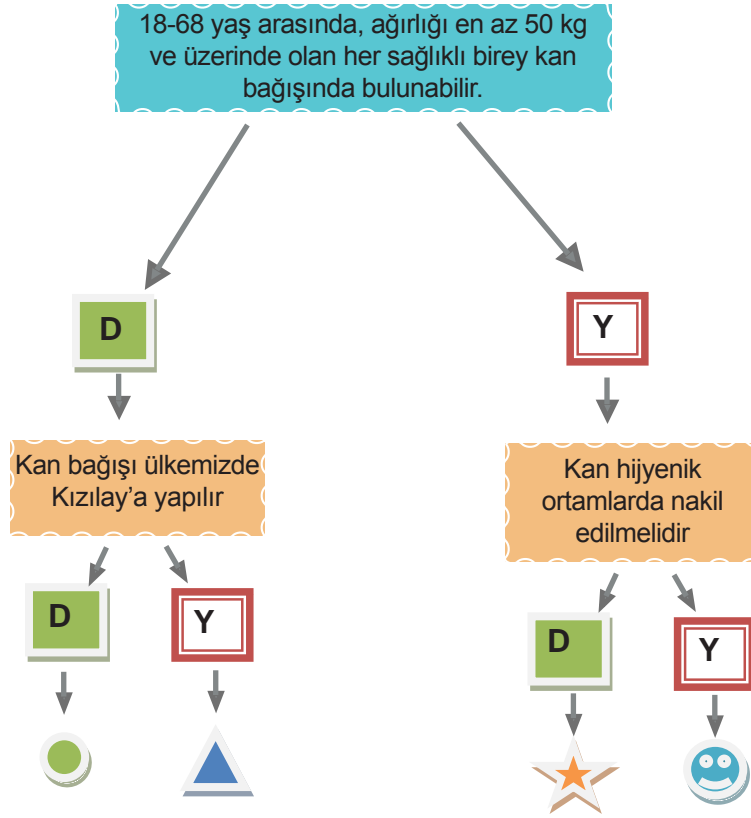 18-68 yaş arasında, ağırlığı en az 50 kg
ve üzerinde olan her sağlıklı birey kan
bağışında bulunabilir.
D
Y
Kan bağışı ülkemizde
Kızılay’a yapılır
Kan hijyenik
ortamlarda nakil
edilmelidir
D
Y
D
Y